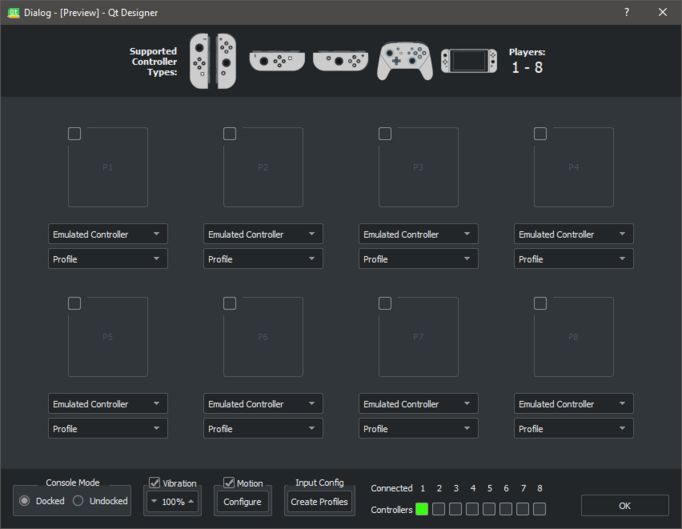 Dialog - [Preview] - Qt Designer
Supported
Controller
Types:
Players:
1 - 8
P1 P2 P3 P4
Emulated Controller Emulated Controller Emulated Controller Emulated Controller
Profile Profile Profile Profile
P5 P6 P7 P8
Emulated Controller Emulated Controller Emulated Controller Emulated Controller
Profile Profile Profile Profile
Console Mode Vibration Motion Input Config
Docked Undocked 100% Configure Create Profiles
Connected 1 2 3 4 5 6 7 8
Controllers
OK